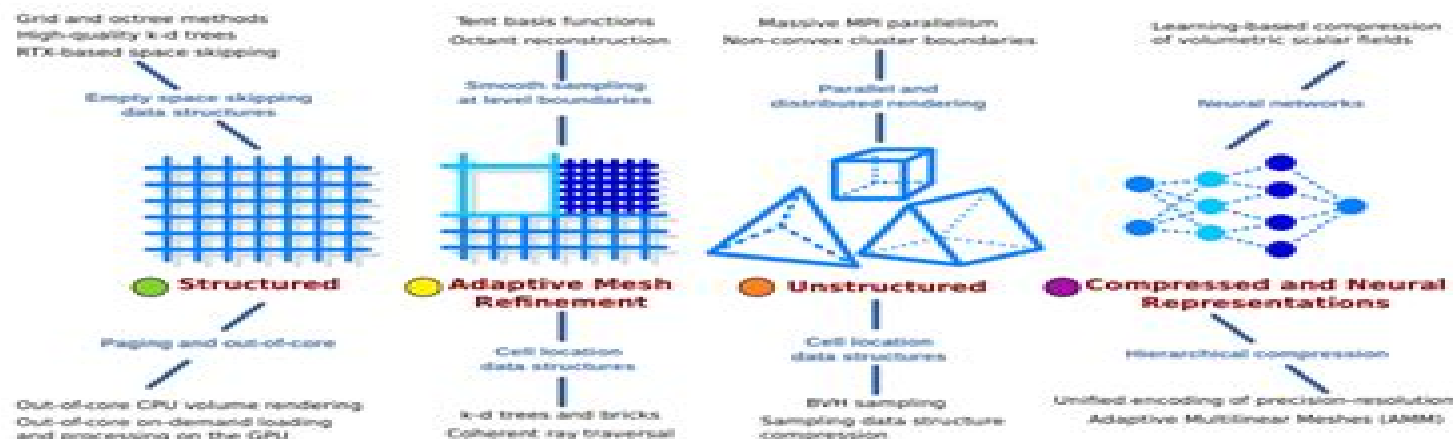 Grid and octree methods
High-quality k-d trees
RTX-based space skipping
Empty space skipping
data structures
Structured
Paging and out-of-core
Out-of-core CPU volume rendering
Out-of-core on-demand loading
and processing on the GPU
Tent basis functions
Octant reconstruction
Smooth sampling
at level boundaries
Adaptive Mesh
Refinement
Cell location
data structures
k-d trees and bricks
Coherent ray traversal
Massive MPI parallelism
Non-convex cluster boundaries
Parallel and
distributed rendering
Unstructured
Cell location
data structures
BVH sampling
Sampling data structure
compression
Learning-based compression
of volumetric scalar fields
Neural networks
Compressed and Neural
Representations
Hierarchical compression
Unified encoding of precision-resolution
Adaptive Multilinear Meshes (AMM)